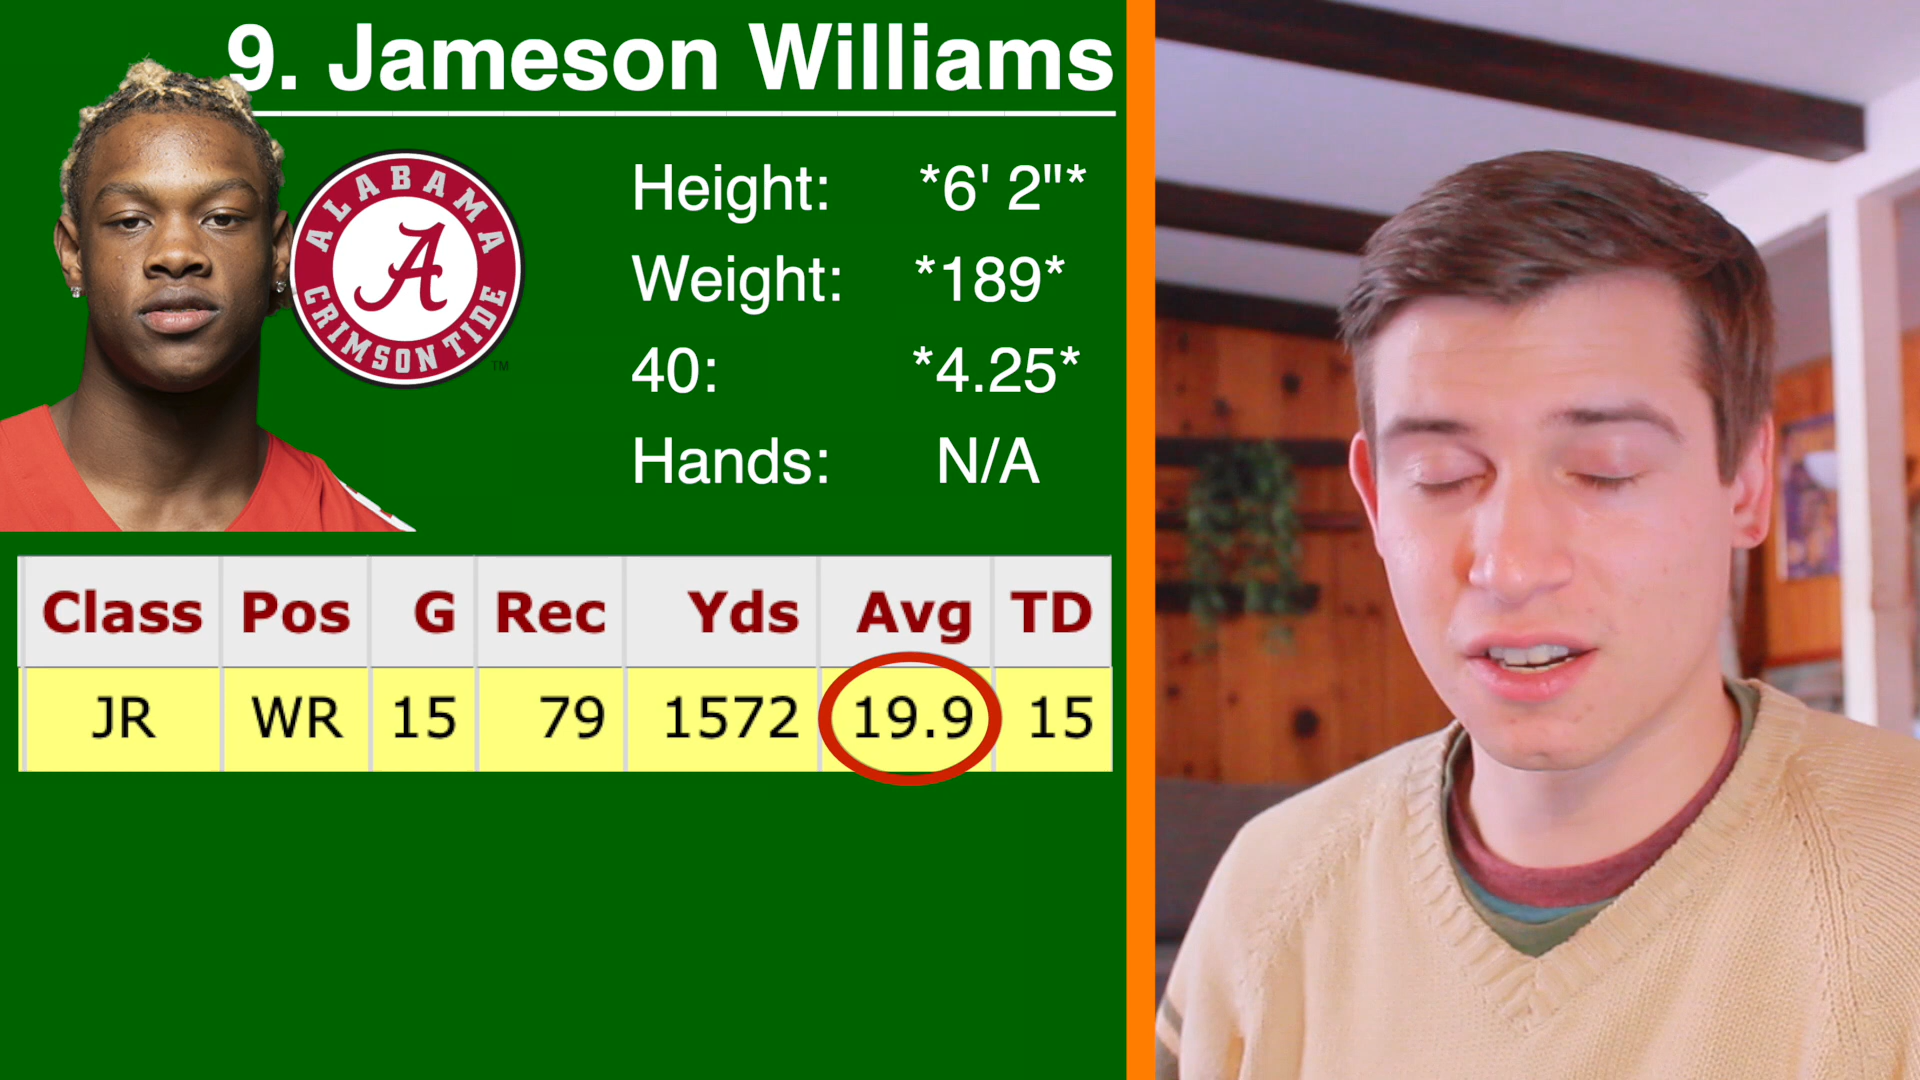 9. Jameson Williams
ALABAMA
A
CRIMSON TIDE
TM
Height: *6' 2"*
Weight: *189*
40: *4.25*
Hands: N/A
Class Pos G Rec Yds Avg TD
JR WR 15 79 1572 19.9 15